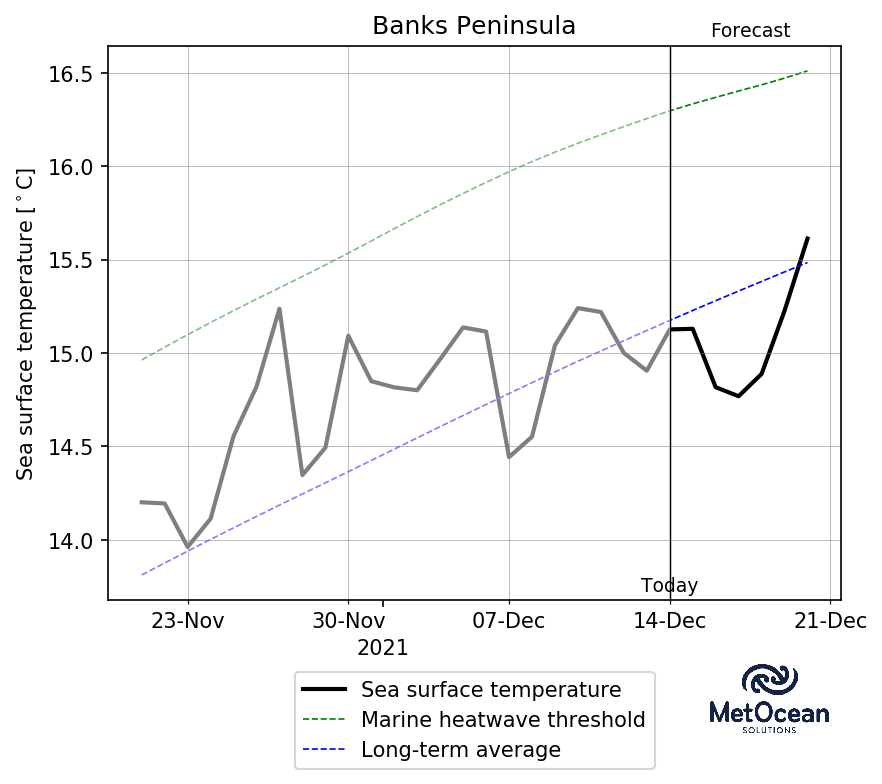 Banks Peninsula
Forecast
Sea surface temperature [°C]
16.5
16.0
15.5
15.0
14.5
14.0
Today
23-Nov
30-Nov
07-Dec
14-Dec
21-Dec
2021
Sea surface temperature
Marine heatwave threshold
Long-term average
MetOcean
SOLUTIONS